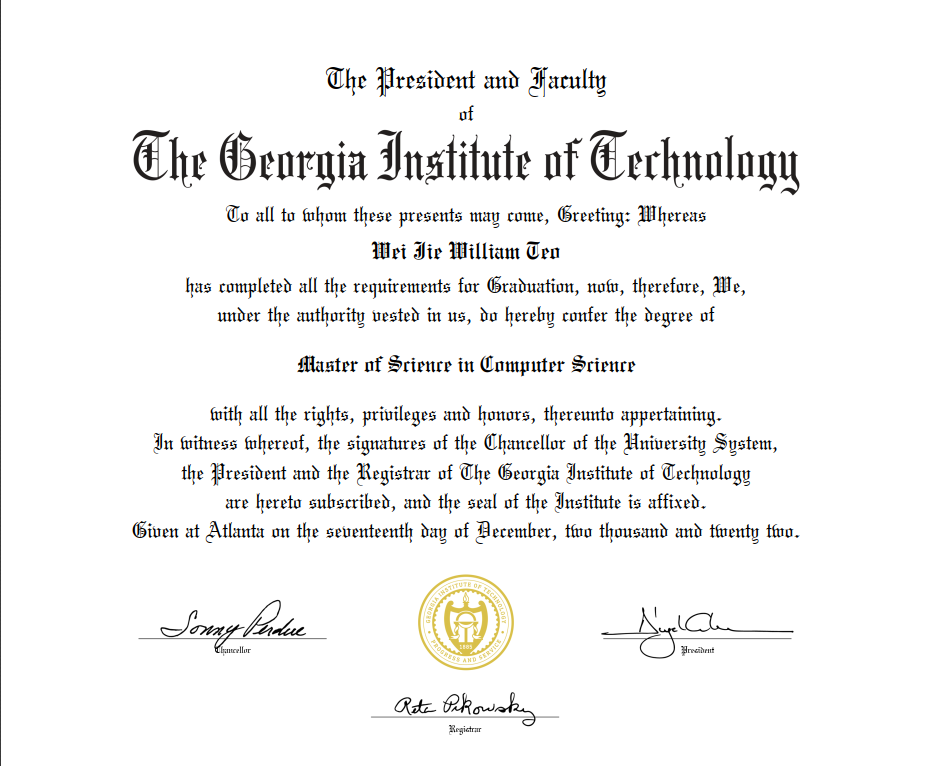 The President and Faculty
of
The Georgia Institute of Technology
To all to whom these presents may come, Greeting: Whereas
Wei Jie William Teo
has completed all the requirements for Graduation, now, therefore, We,
under the authority vested in us, do hereby confer the degree of
Master of Science in Computer Science
with all the rights, privileges and honors, thereunto appertaining.
In witness whereof, the signatures of the Chancellor of the University System,
the President and the Registrar of The Georgia Institute of Technology
are hereto subscribed, and the seal of the Institute is affixed.
Given at Atlanta on the seventeenth day of December, two thousand and twenty two.
Sonny Perdue
Chancellor
GEORGIA INSTITUTE OF TECHNOLOGY
1885
PROGRESS AND SERVICE
President
Reta Pikowsky
Registrar